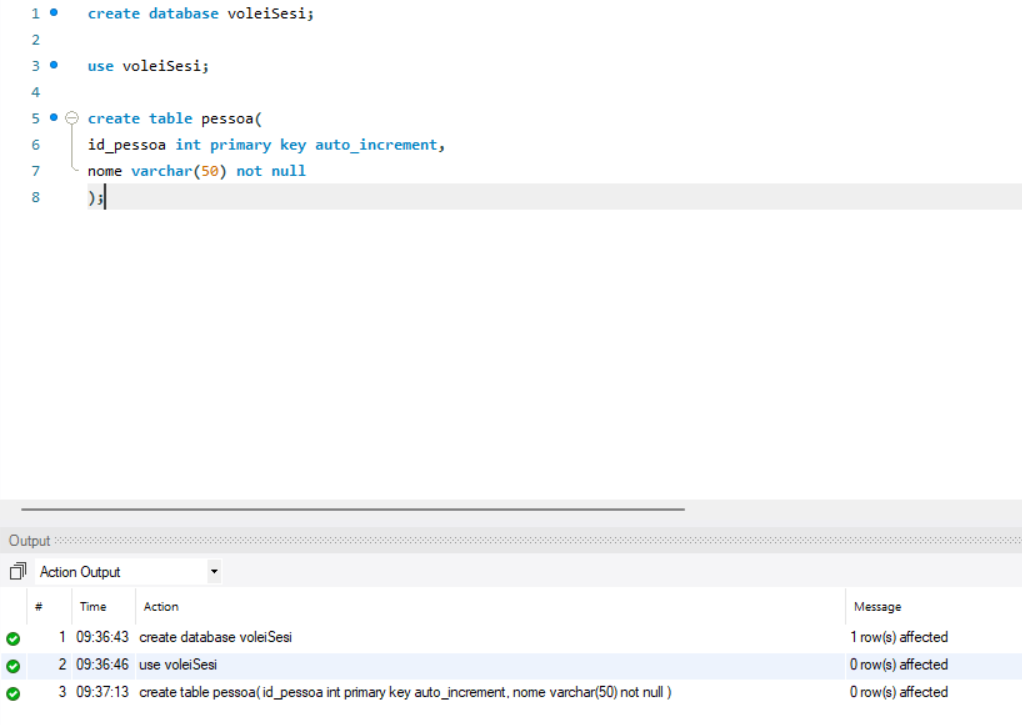 1 create database voleiSesi;
2
3 use voleiSesi;
4
5 create table pessoa(
6 id_pessoa int primary key auto_increment,
7 nome varchar(50) not null
8 );
Output
Action Output
# Time Action Message
1 09:36:43 create database voleiSesi 1 row(s) affected
2 09:36:46 use voleiSesi 0 row(s) affected
3 09:37:13 create table pessoa( id_pessoa int primary key auto_increment, nome varchar(50) not null ) 0 row(s) affected